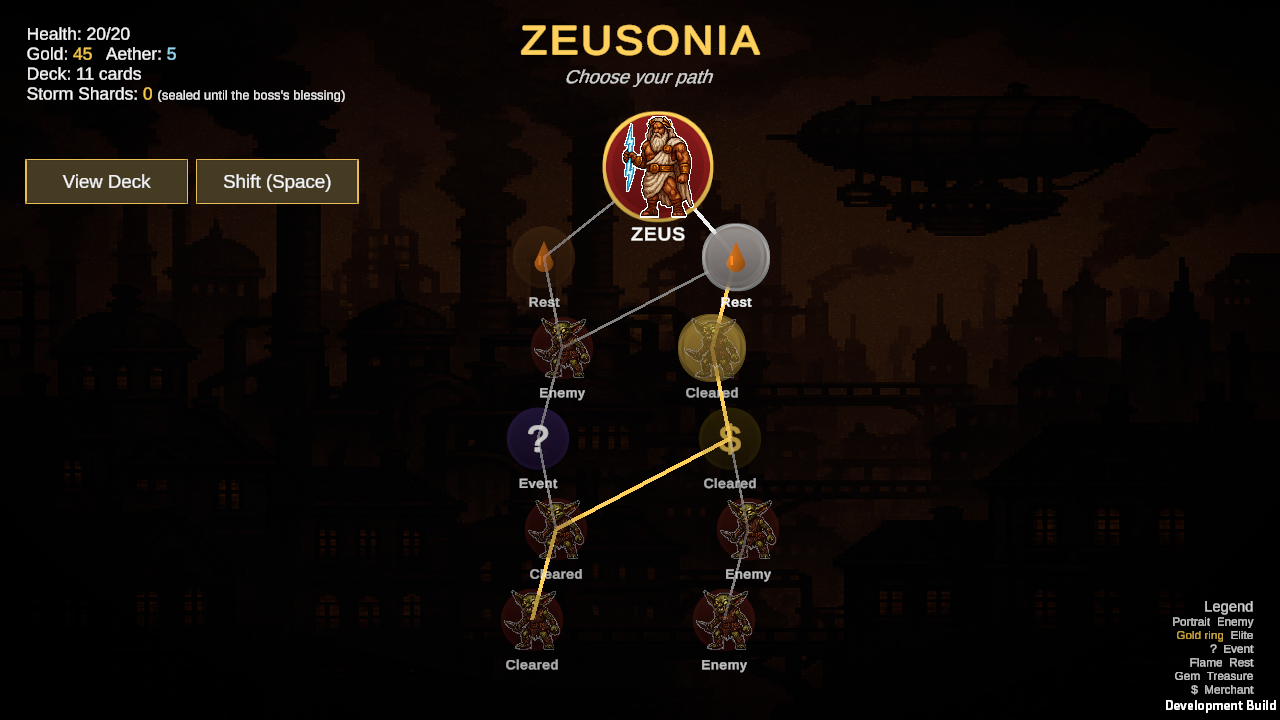 Health: 20/20
Gold: 45 Aether: 5
Deck: 11 cards
Storm Shards: 0 (sealed until the boss's blessing)
View Deck
Shift (Space)
ZEUSONIA
Choose your path
ZEUS
Rest
Rest
Enemy
Cleared
?
$
Event
Cleared
Cleared
Enemy
Cleared
Enemy
Legend
Portrait Enemy
Gold ring Elite
? Event
Flame Rest
Gem Treasure
$ Merchant
Development Build